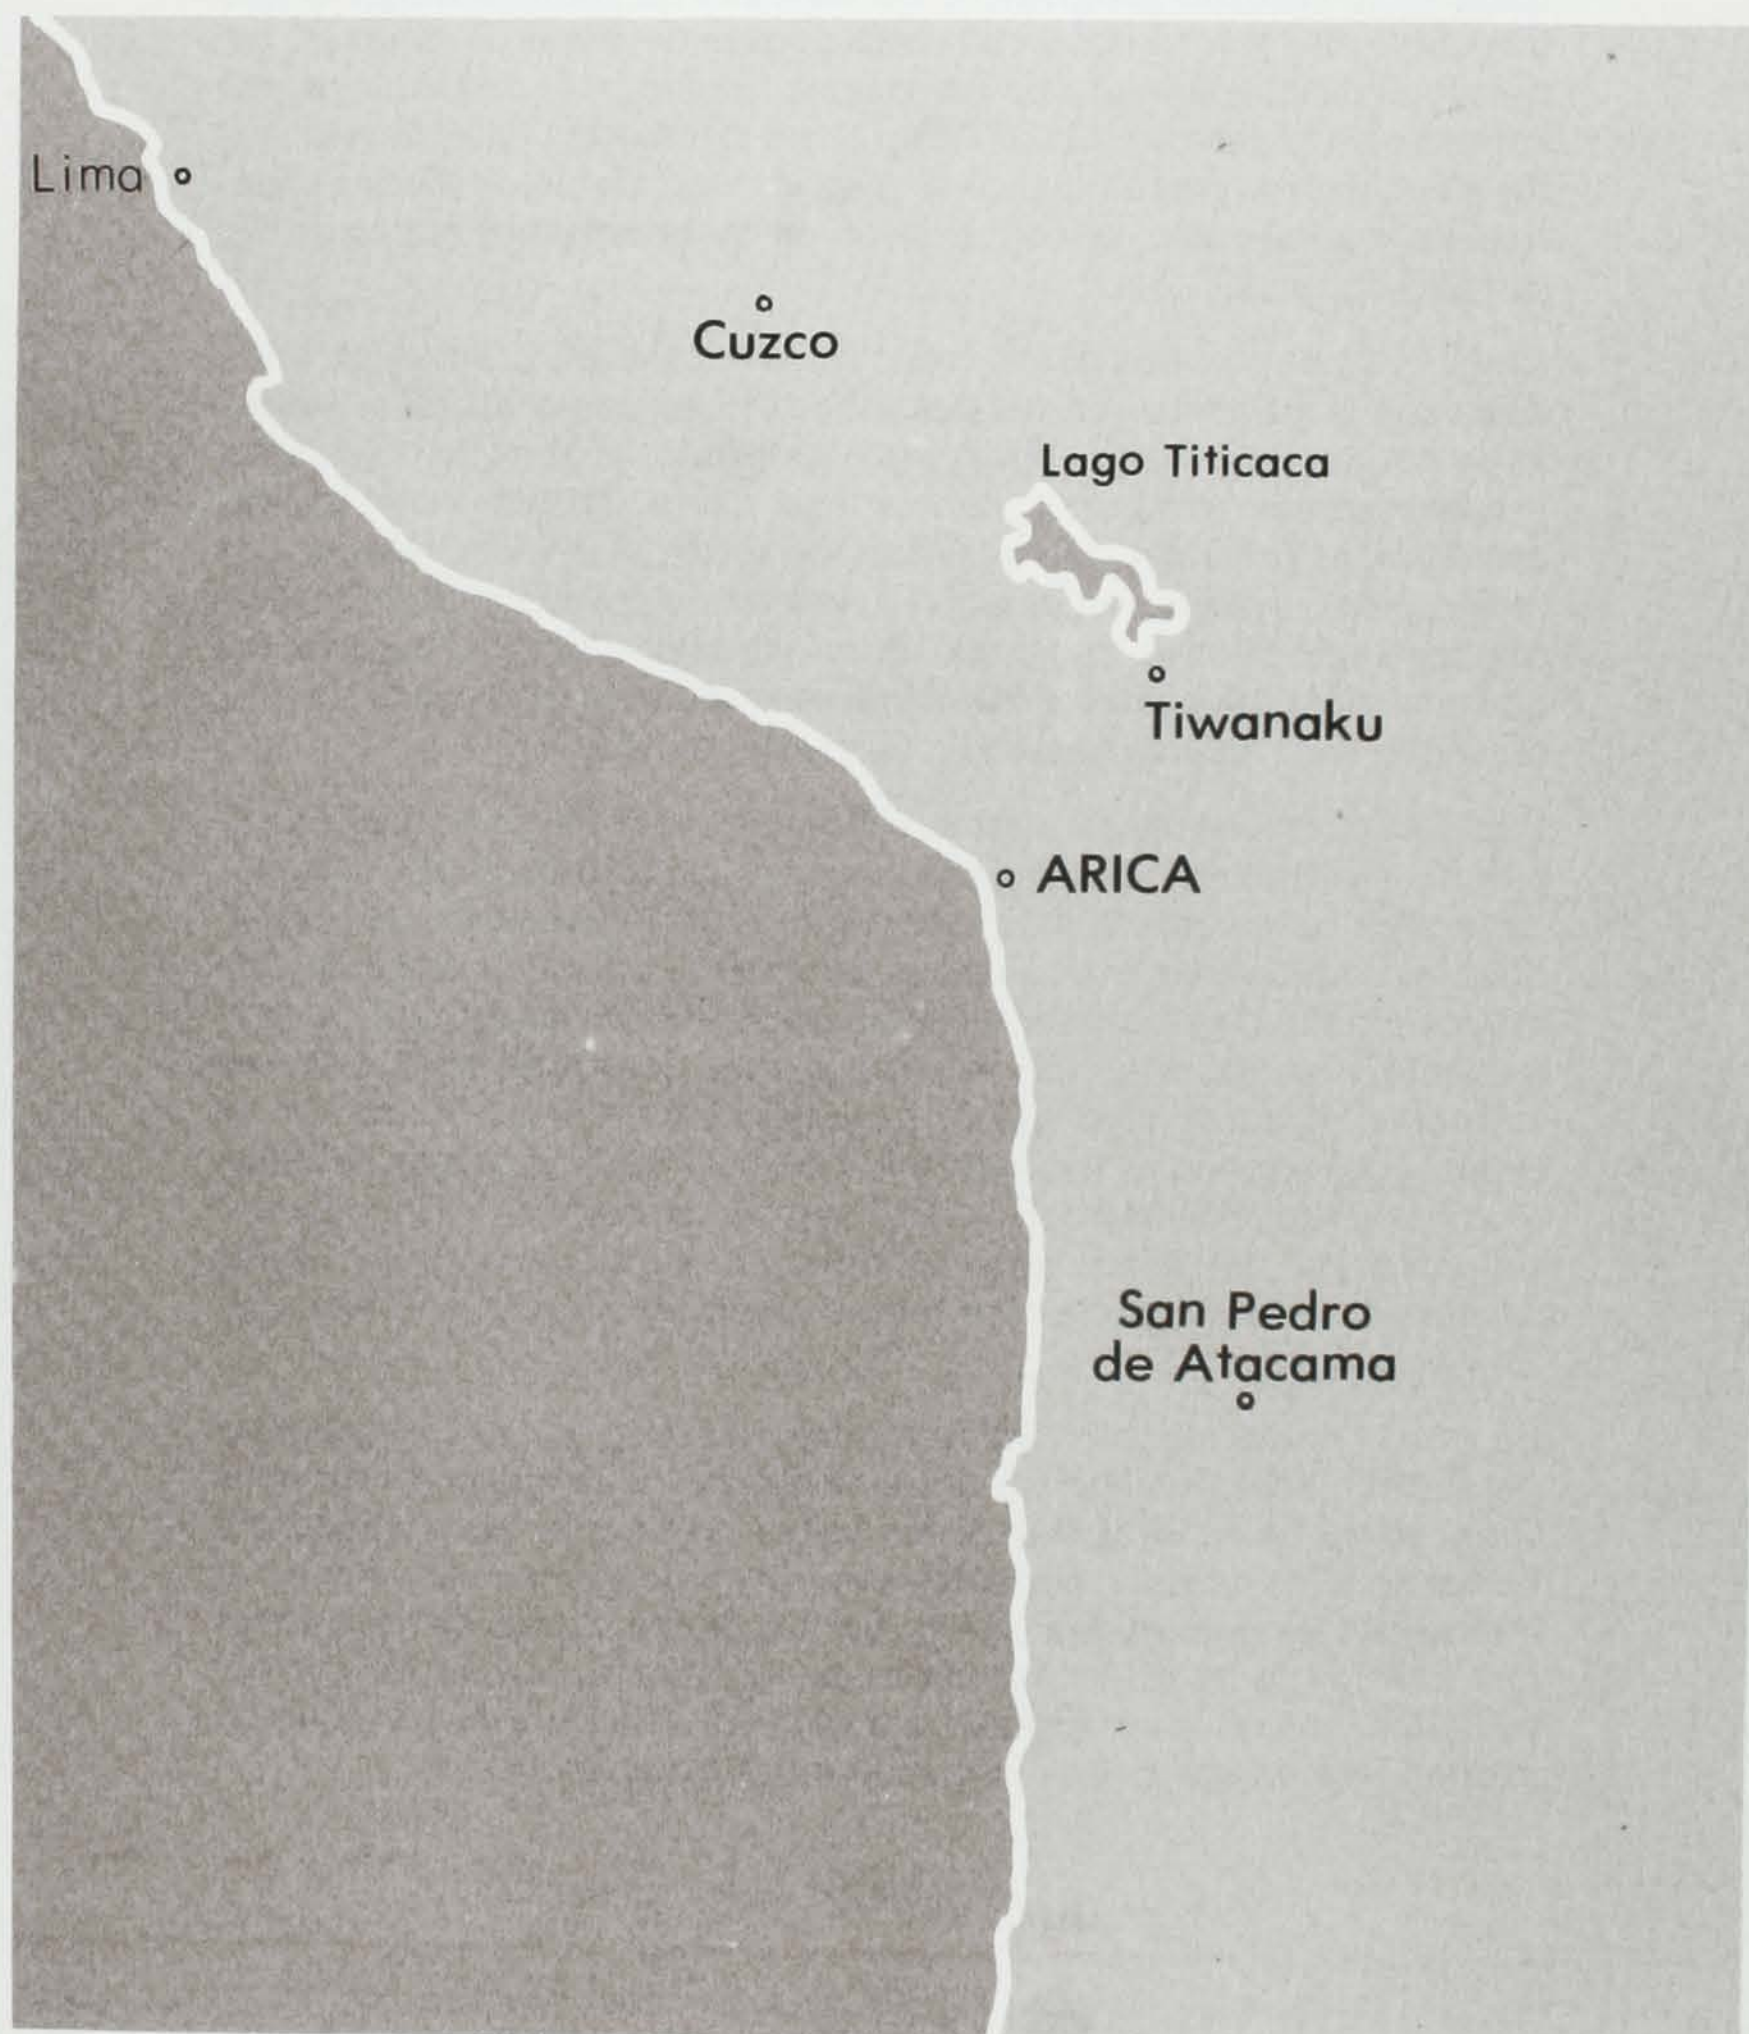 Lima
Cuzco
Lago Titicaca
Tiwanaku
ARICA
San Pedro
de Atacama